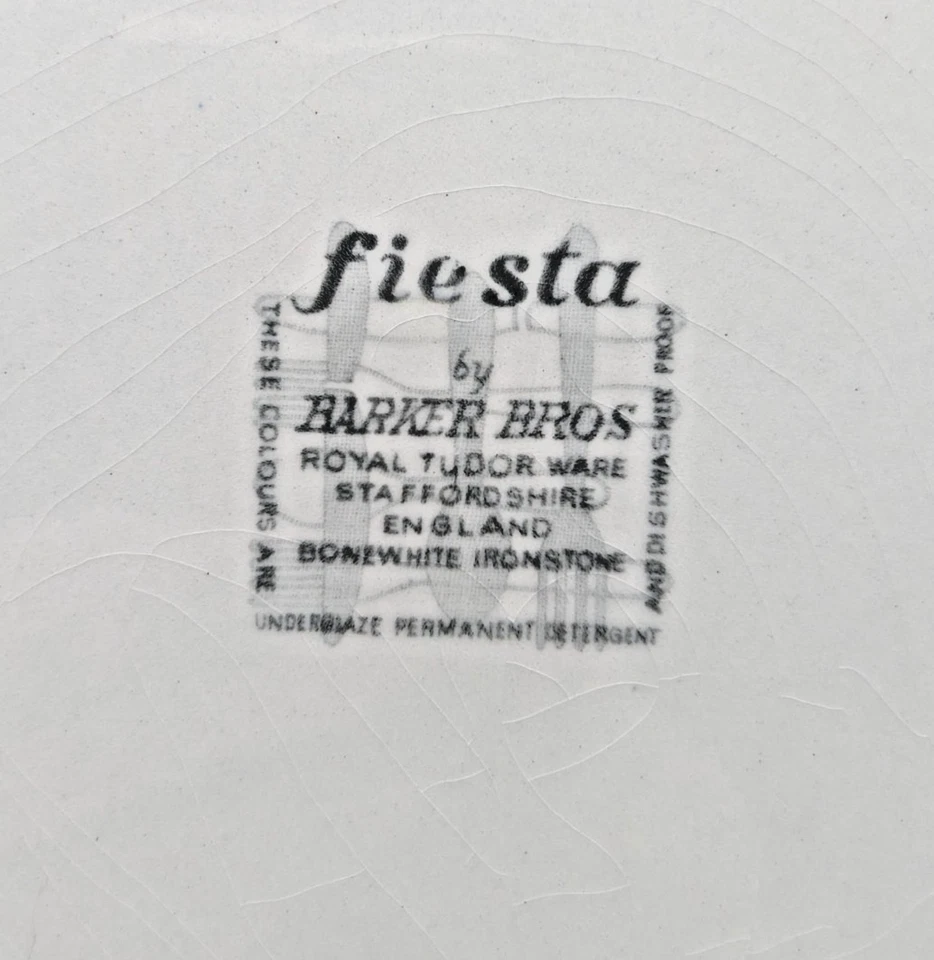 fiesta
by
BARKER BROS
ROYAL TUDOR WARE
STAFFORDSHIRE
ENGLAND
BONEWHITE IRONSTONE
THESE COLOURS ARE
UNDERGLAZE PERMANENT DETERGENT
AND DISHWASHER PROOF